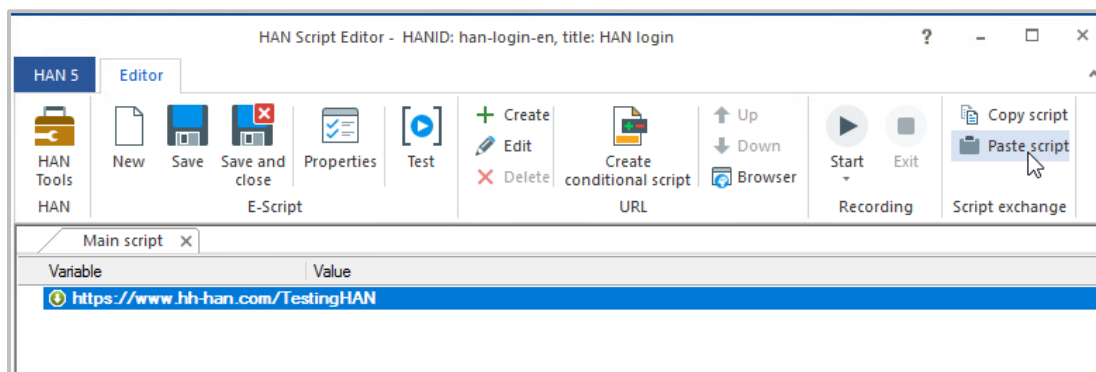 HAN Script Editor - HANID: han-login-en, title: HAN login
?
HAN 5
Editor
HAN Tools
New
Save
Save and close
Properties
Test
Create
Edit
Delete
Create conditional script
Up
Down
Browser
Start
Exit
Copy script
Paste script
HAN
E-Script
URL
Recording
Script exchange
Main script
Variable
Value
https://www.hh-han.com/TestingHAN